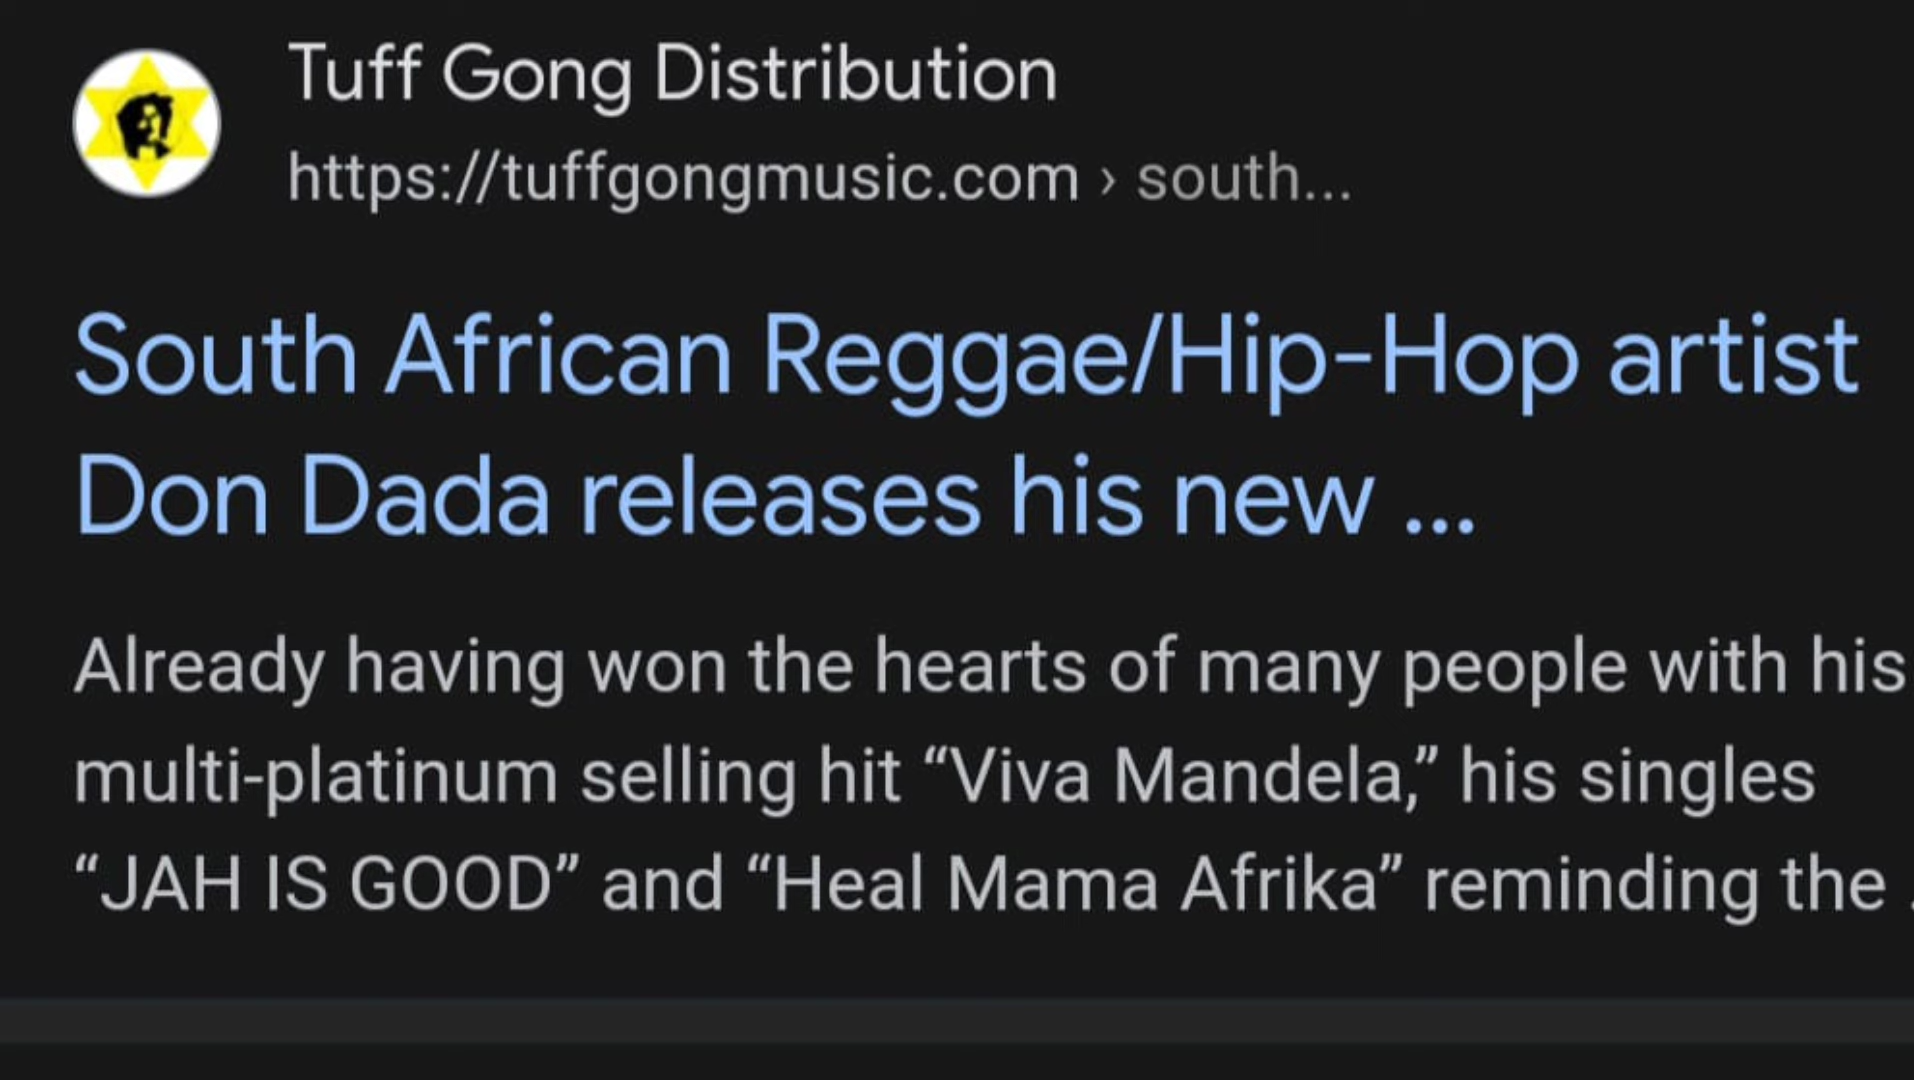 Tuff Gong Distribution
https://tuffgongmusic.com › south...
South African Reggae/Hip-Hop artist
Don Dada releases his new ...
Already having won the hearts of many people with his
multi-platinum selling hit “Viva Mandela,” his singles
“JAH IS GOOD” and “Heal Mama Afrika” reminding the .